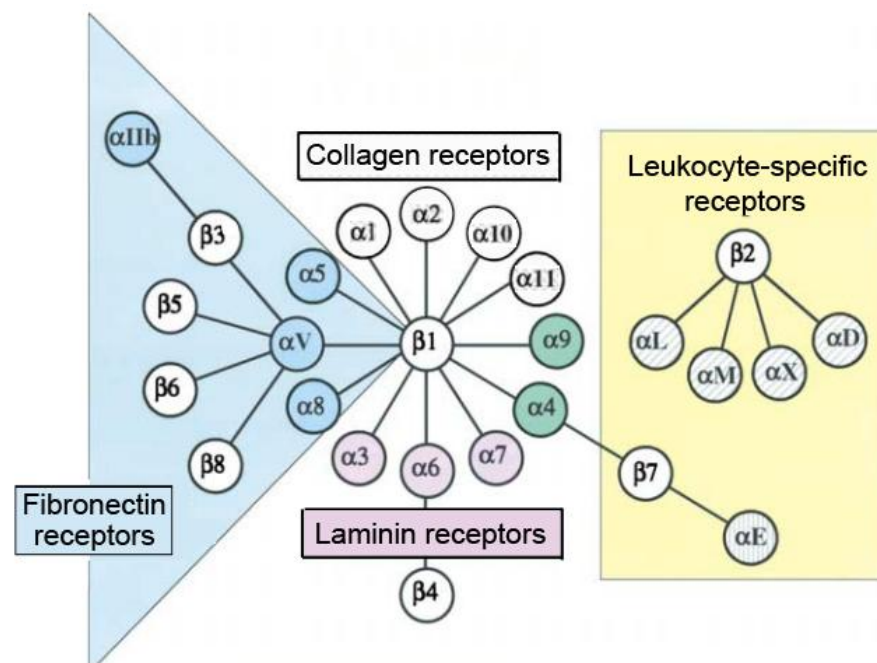 αIIb
Collagen receptors
Leukocyte-specific
receptors
β3
α1
α2
α10
α5
α11
β2
β5
αV
β1
α9
αL
αM
αX
αD
β6
α8
α4
β8
α3
α6
α7
β7
Fibronectin
receptors
Laminin receptors
αE
β4